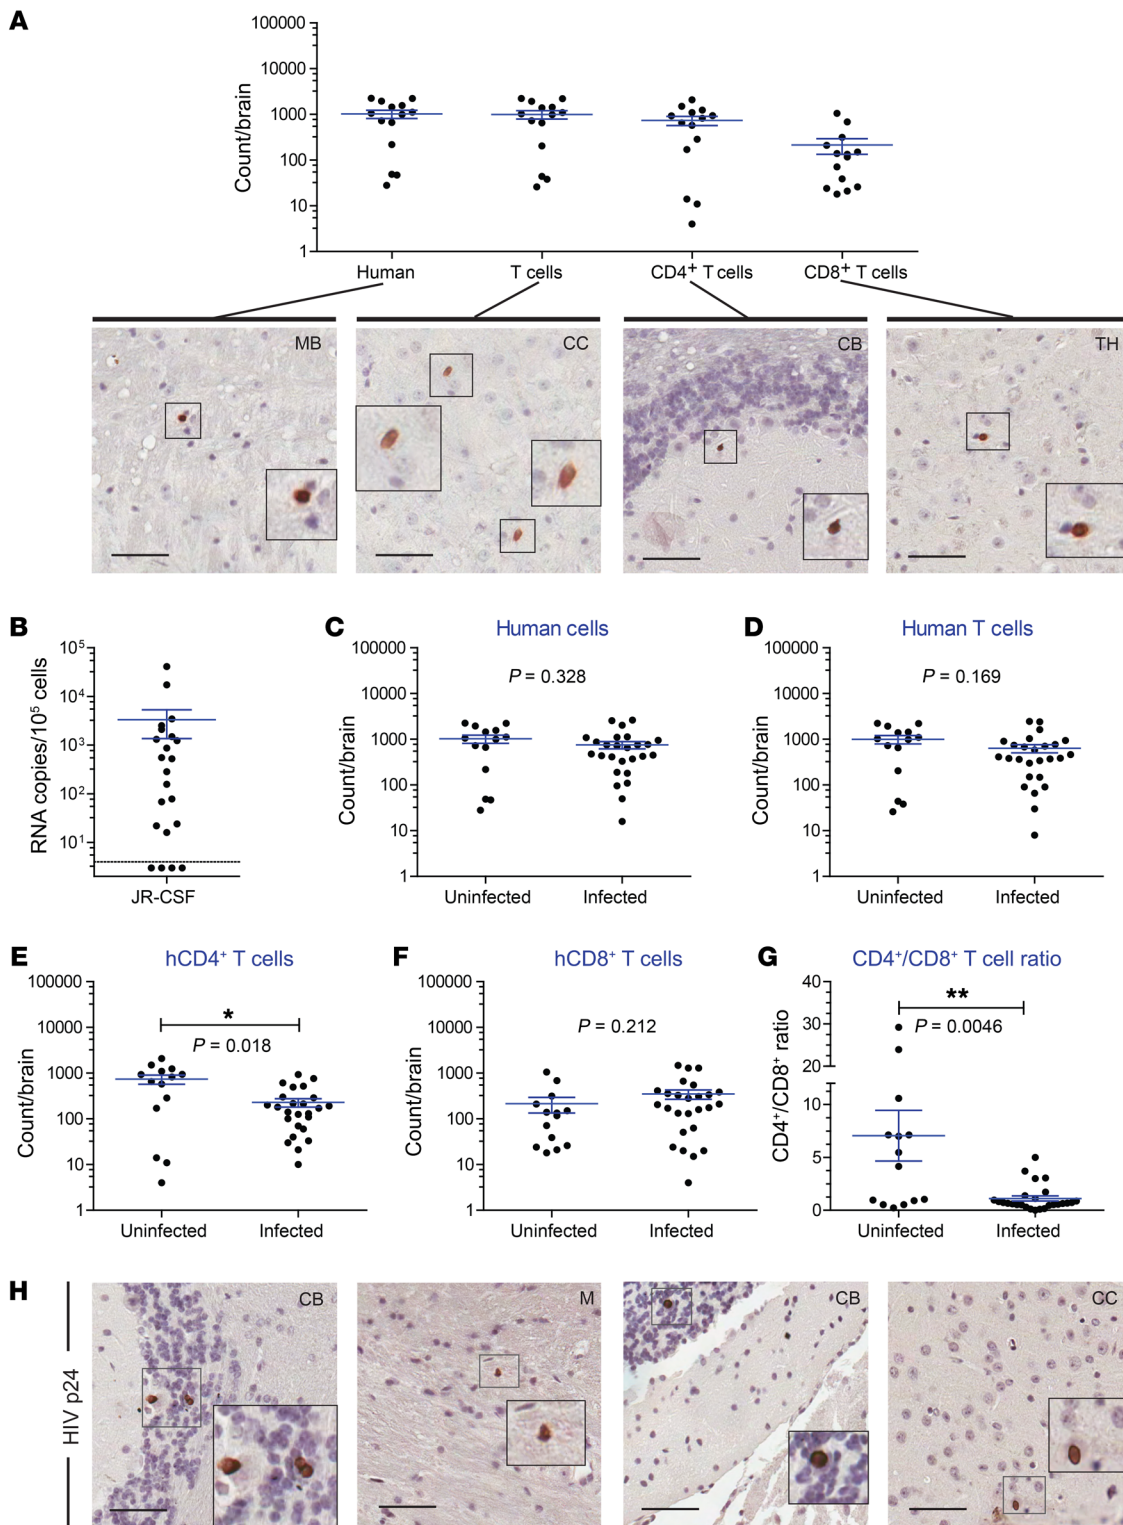 A
100000
10000
1000
100
10
1
Count/brain
Human
T cells
CD4+ T cells
CD8+ T cells
MB
CC
CB
TH
B
10⁵
10⁴
10³
10²
10¹
RNA copies/10⁵ cells
JR-CSF
C
Human cells
100000
10000
1000
100
10
1
Count/brain
P = 0.328
Uninfected
Infected
D
Human T cells
100000
10000
1000
100
10
1
Count/brain
P = 0.169
Uninfected
Infected
E
hCD4⁺ T cells
100000
10000
1000
100
10
1
Count/brain
*
P = 0.018
Uninfected
Infected
F
hCD8⁺ T cells
100000
10000
1000
100
10
1
Count/brain
P = 0.212
Uninfected
Infected
G
CD4⁺/CD8⁺ T cell ratio
40
30
20
10
5
0
CD4⁺/CD8⁺ ratio
**
P = 0.0046
Uninfected
Infected
H
HIV p24
CB
M
CB
CC